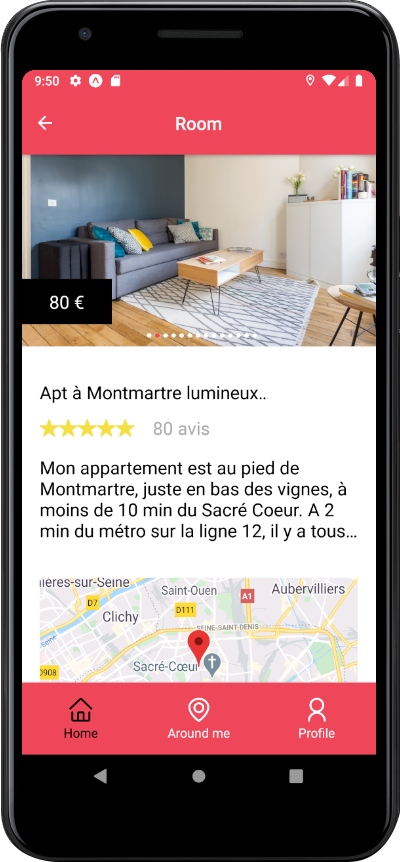 9:50
Room
80 €
Apt à Montmartre lumineux...
80 avis
Mon appartement est au pied de
Montmartre, juste en bas des vignes, à
moins de 10 min du Sacré Coeur. A 2
min du métro sur la ligne 12, il y a tous...
ières-sur-Seine
Saint-Ouen
A1
Aubervilliers
D7
D111
Clichy
SEINE-SAINT-DENIS
Sacré-Cœur
D908
Home
Around me
Profile